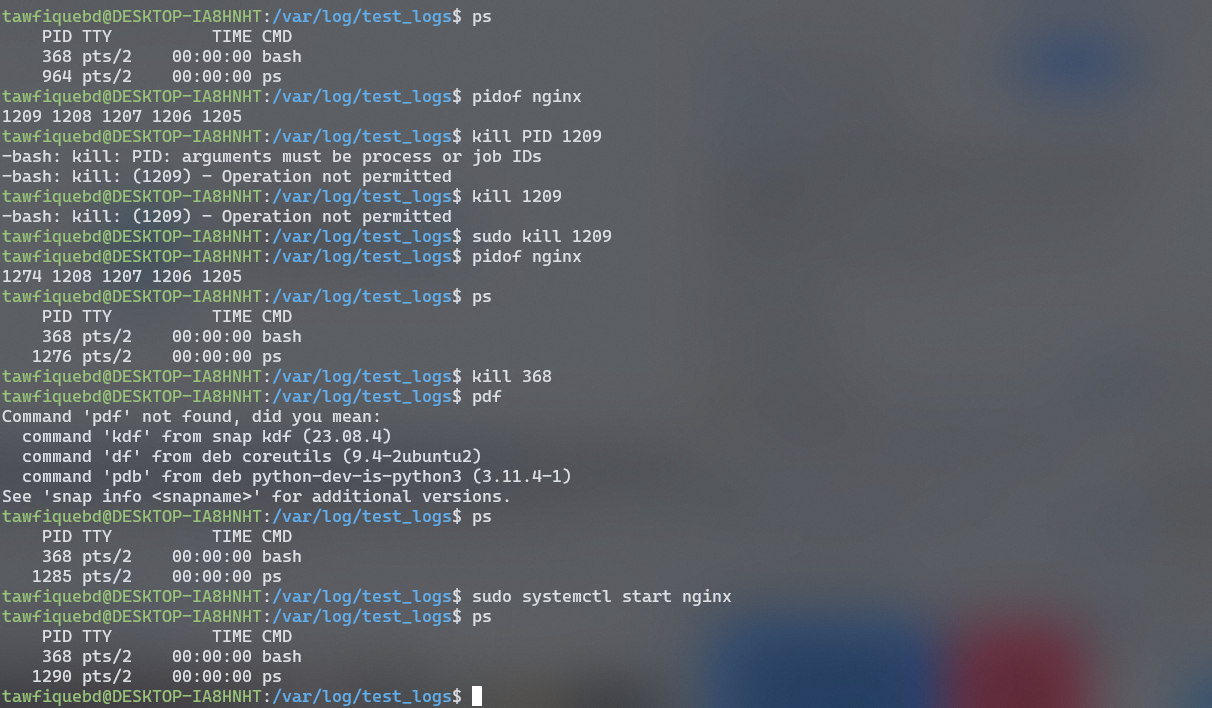 tawfiquebd@DESKTOP-IA8HNHT:/var/log/test_logs$ ps
    PID TTY          TIME CMD
    368 pts/2    00:00:00 bash
    964 pts/2    00:00:00 ps
tawfiquebd@DESKTOP-IA8HNHT:/var/log/test_logs$ pidof nginx
1209 1208 1207 1206 1205
tawfiquebd@DESKTOP-IA8HNHT:/var/log/test_logs$ kill PID 1209
-bash: kill: PID: arguments must be process or job IDs
-bash: kill: (1209) - Operation not permitted
tawfiquebd@DESKTOP-IA8HNHT:/var/log/test_logs$ kill 1209
-bash: kill: (1209) - Operation not permitted
tawfiquebd@DESKTOP-IA8HNHT:/var/log/test_logs$ sudo kill 1209
tawfiquebd@DESKTOP-IA8HNHT:/var/log/test_logs$ pidof nginx
1274 1208 1207 1206 1205
tawfiquebd@DESKTOP-IA8HNHT:/var/log/test_logs$ ps
    PID TTY          TIME CMD
    368 pts/2    00:00:00 bash
   1276 pts/2    00:00:00 ps
tawfiquebd@DESKTOP-IA8HNHT:/var/log/test_logs$ kill 368
tawfiquebd@DESKTOP-IA8HNHT:/var/log/test_logs$ pdf
Command 'pdf' not found, did you mean:
  command 'kdf' from snap kdf (23.08.4)
  command 'df' from deb coreutils (9.4-2ubuntu2)
  command 'pdb' from deb python-dev-is-python3 (3.11.4-1)
See 'snap info <snapname>' for additional versions.
tawfiquebd@DESKTOP-IA8HNHT:/var/log/test_logs$ ps
    PID TTY          TIME CMD
    368 pts/2    00:00:00 bash
   1285 pts/2    00:00:00 ps
tawfiquebd@DESKTOP-IA8HNHT:/var/log/test_logs$ sudo systemctl start nginx
tawfiquebd@DESKTOP-IA8HNHT:/var/log/test_logs$ ps
    PID TTY          TIME CMD
    368 pts/2    00:00:00 bash
   1290 pts/2    00:00:00 ps
tawfiquebd@DESKTOP-IA8HNHT:/var/log/test_logs$